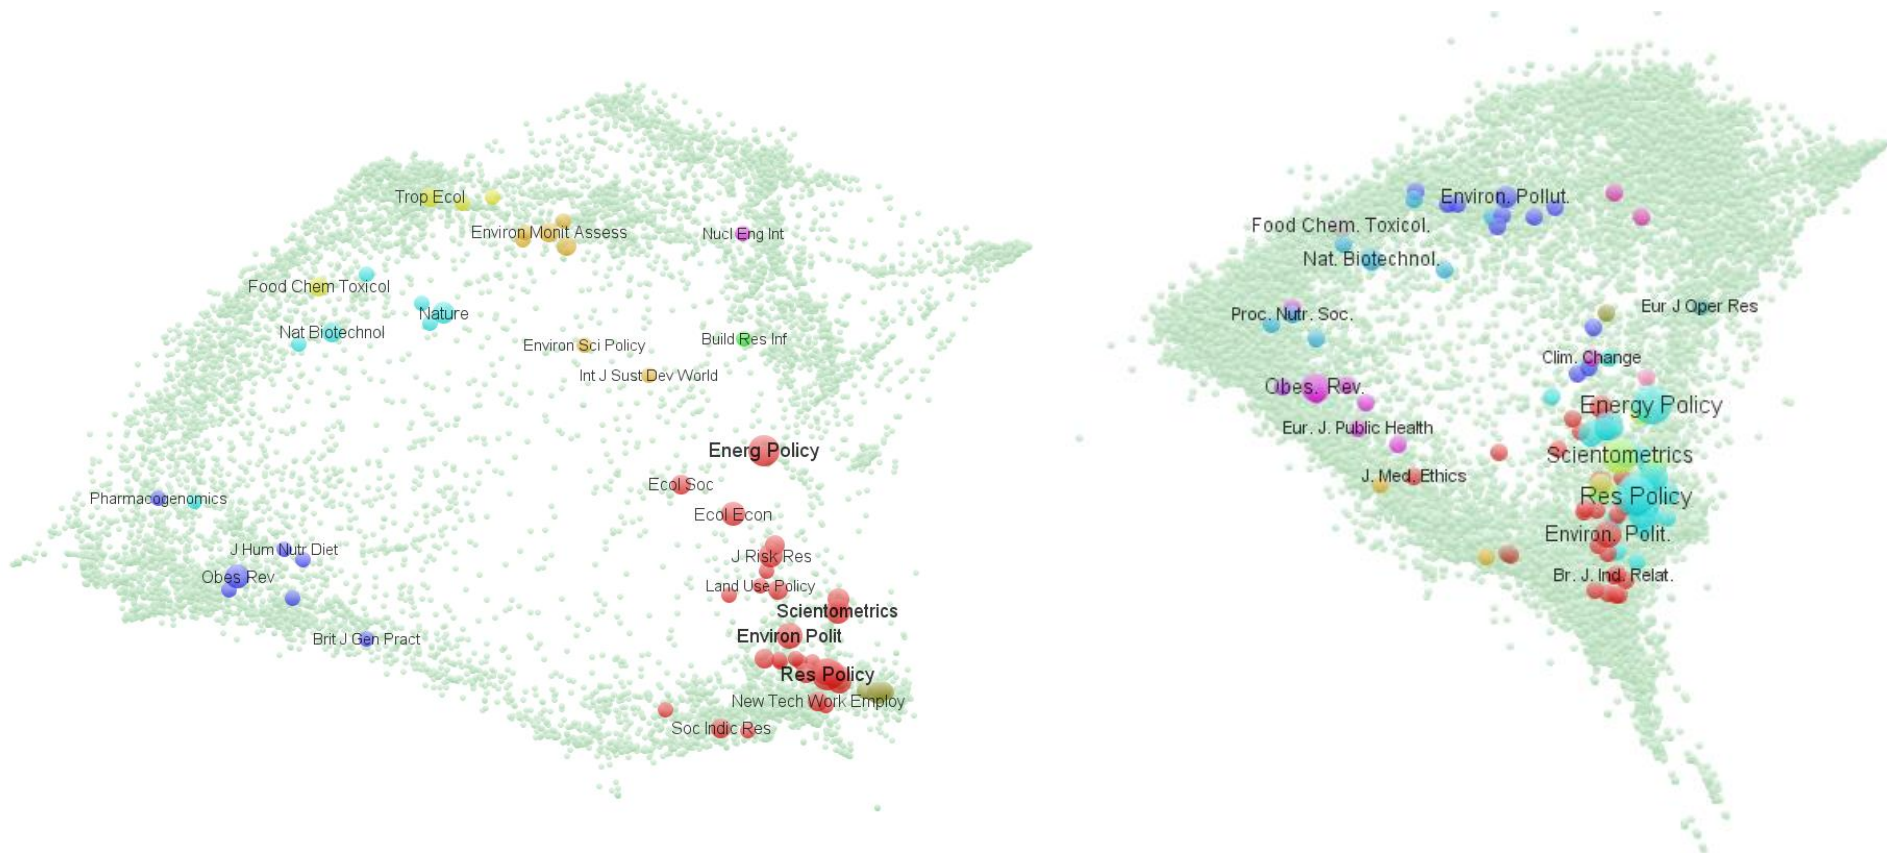 Trop Ecol
Environ Monit Assess
Nucl Eng Int
Food Chem Toxicol
Nature
Nat Biotechnol
Environ Sci Policy
Build Res Inf
Int J Sust Dev World
Energ Policy
Ecol Soc
Pharmacogenomics
Ecol Econ
J Hum Nutr Diet
J Risk Res
Obes Rev
Land Use Policy
Scientometrics
Brit J Gen Pract
Environ Polit
Res Policy
New Tech Work Employ
Soc Indic Res
Environ. Pollut.
Food Chem. Toxicol.
Nat. Biotechnol.
Proc. Nutr. Soc.
Eur J Oper Res
Clim. Change
Obes. Rev.
Energy Policy
Eur. J. Public Health
Scientometrics
J. Med. Ethics
Res Policy
Environ. Polit.
Br. J. Ind. Relat.